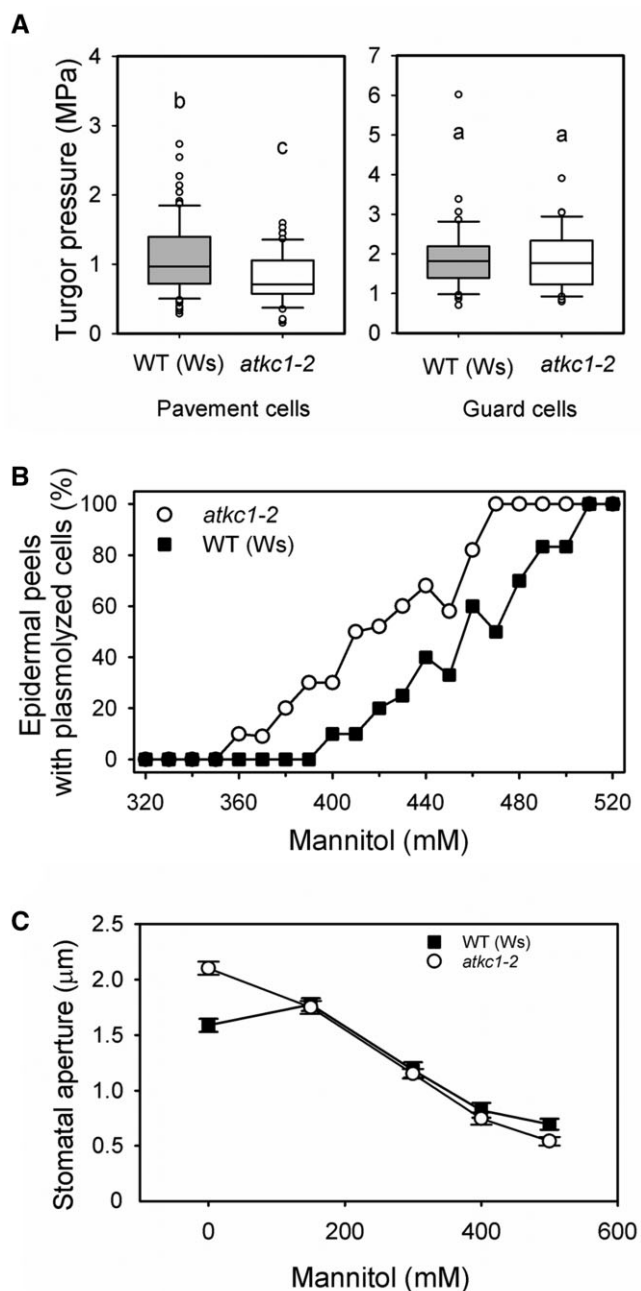 A
Turgor pressure (MPa)
4
3
2
1
0
b
c
WT (Ws) atkc1-2
Pavement cells
7
6
5
4
3
2
1
0
a
a
WT (Ws) atkc1-2
Guard cells
B
Epidermal peels
with plasmolyzed cells (%)
100
80
60
40
20
0
atkc1-2
WT (Ws)
320 360 400 440 480 520
Mannitol (mM)
C
Stomatal aperture (μm)
2.5
2.0
1.5
1.0
0.5
0
WT (Ws)
atkc1-2
0 200 400 600
Mannitol (mM)